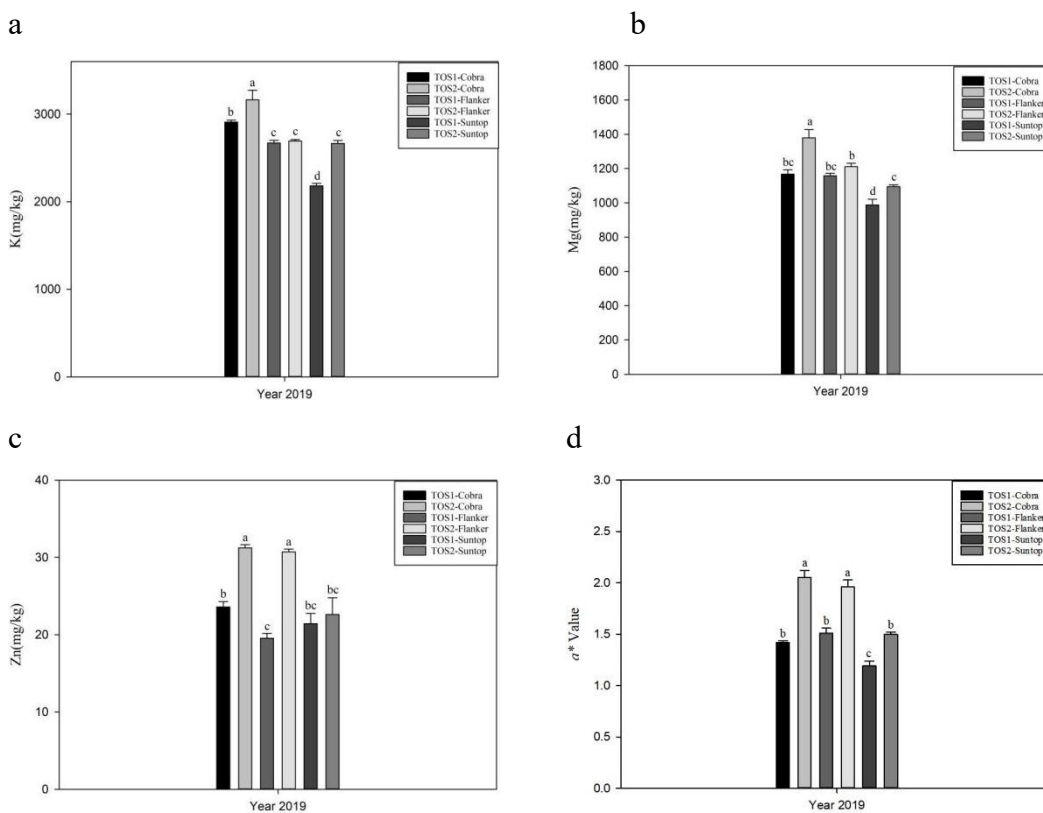 a
3000
2000
1000
0
K(mg/kg)
b
a
c
c
d
c
TOS1-Cobra
TOS2-Cobra
TOS1-Flanker
TOS2-Flanker
TOS1-Suntop
TOS2-Suntop
Year 2019
b
1800
1600
1400
1200
1000
800
600
400
200
0
Mg(mg/kg)
bc
a
bc
b
d
c
TOS1-Cobra
TOS2-Cobra
TOS1-Flanker
TOS2-Flanker
TOS1-Suntop
TOS2-Suntop
Year 2019
c
40
30
20
10
0
Zn(mg/kg)
b
a
c
a
bc
bc
TOS1-Cobra
TOS2-Cobra
TOS1-Flanker
TOS2-Flanker
TOS1-Suntop
TOS2-Suntop
Year 2019
d
3.0
2.5
2.0
1.5
1.0
0.5
0.0
a* Value
b
a
b
a
c
b
TOS1-Cobra
TOS2-Cobra
TOS1-Flanker
TOS2-Flanker
TOS1-Suntop
TOS2-Suntop
Year 2019